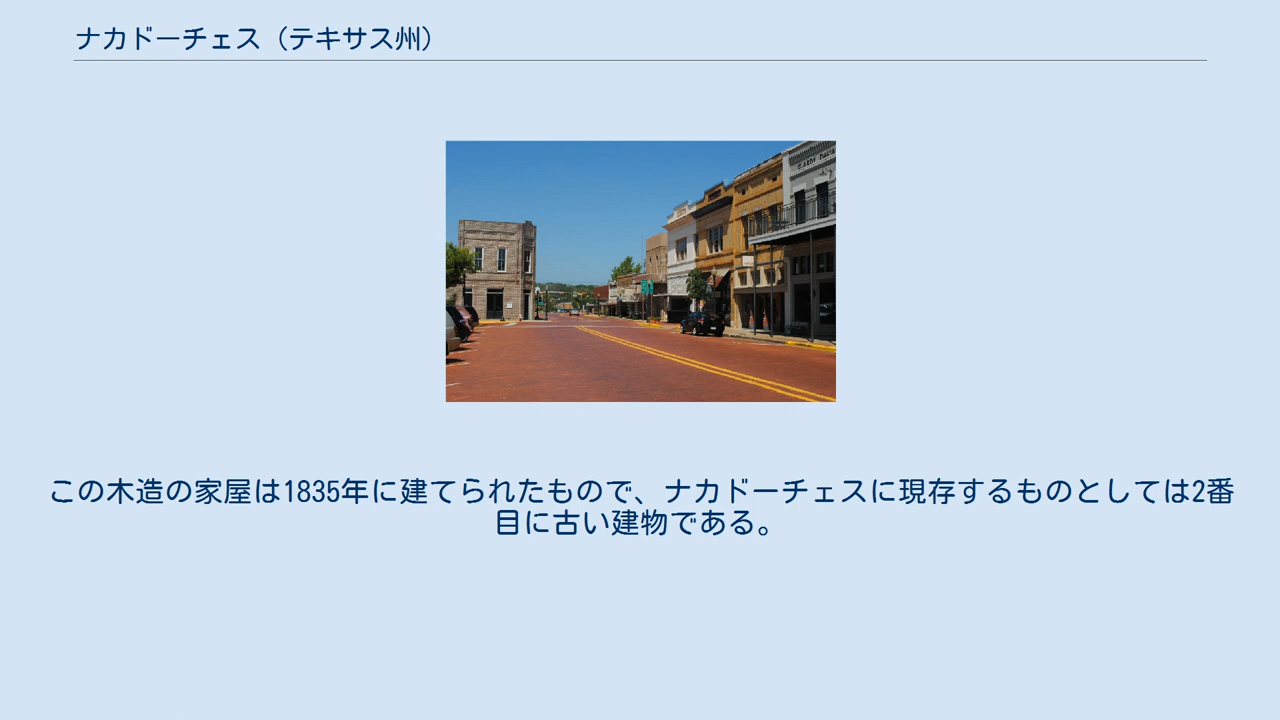 ナカドーチェス（テキサス州）
この木造の家屋は1835年に建てられたもので、ナカドーチェスに現存するものとしては2番
目に古い建物である。